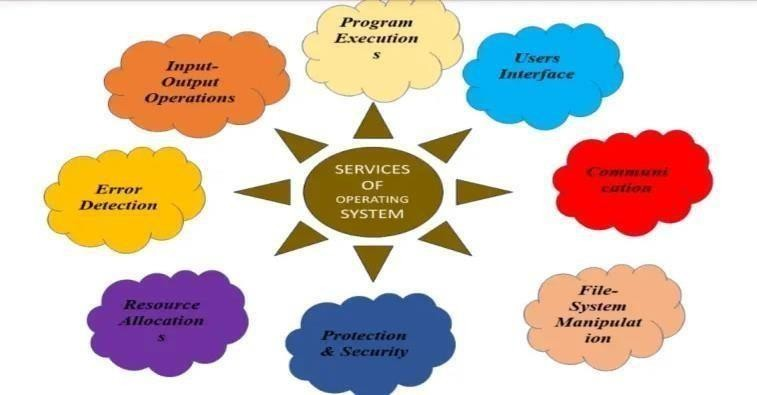 Program
Execution
s
Users
Interface
Input-
Output
Operations
SERVICES
OF
OPERATING
SYSTEM
Communi
cation
Error
Detection
File-
System
Manipulat
ion
Resource
Allocation
s
Protection
& Security